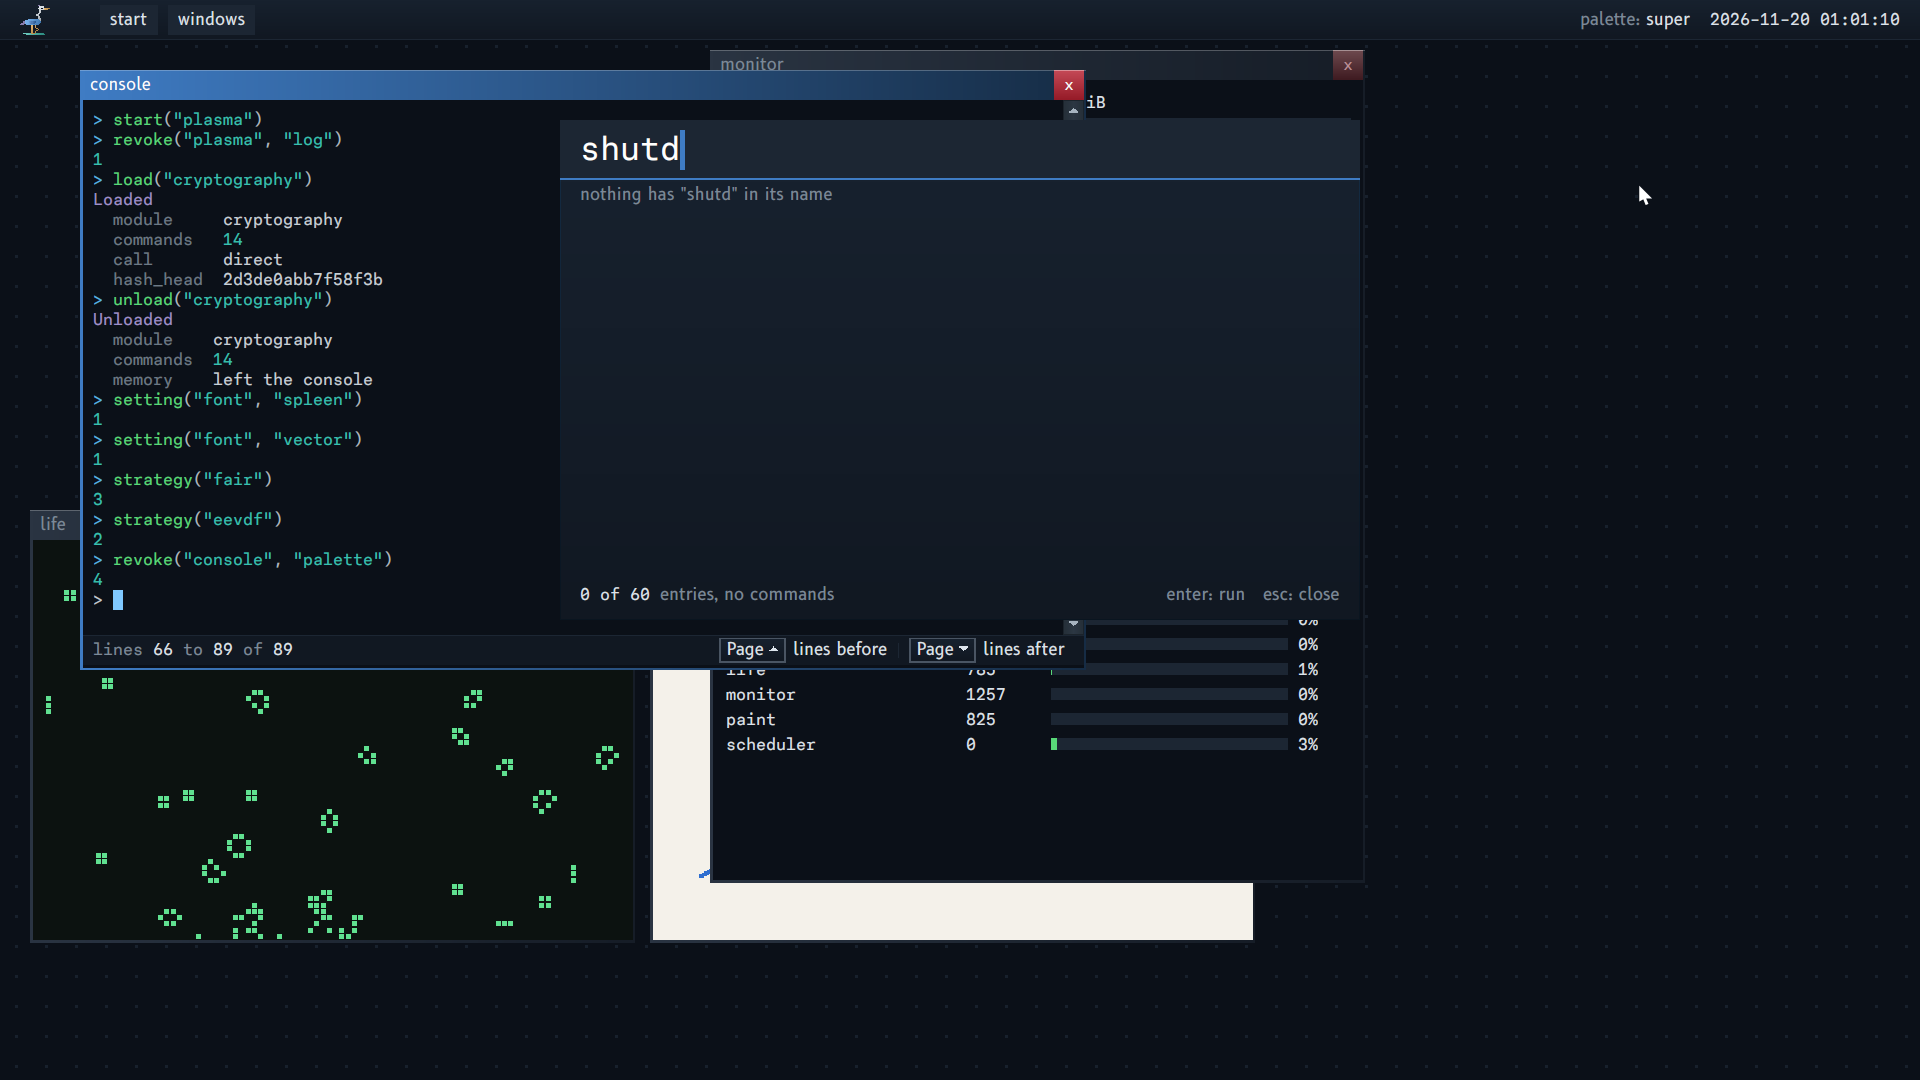 start windows palette: super 2026-11-20 01:01:10
monitor x
console x
iB
> start("plasma")
> revoke("plasma", "log")
1
> load("cryptography")
Loaded
module cryptography
commands 14
call direct
hash_head 2d3de0abb7f58f3b
> unload("cryptography")
Unloaded
module cryptography
commands 14
memory left the console
> setting("font", "spleen")
1
> setting("font", "vector")
1
> strategy("fair")
3
> strategy("eevdf")
2
> revoke("console", "palette")
4
>
lines 66 to 89 of 89 Page lines before Page lines after
shutd
nothing has "shutd" in its name
0 of 60 entries, no commands enter: run esc: close
life
0%
0%
life 785 1%
monitor 1257 0%
paint 825 0%
scheduler 0 3%